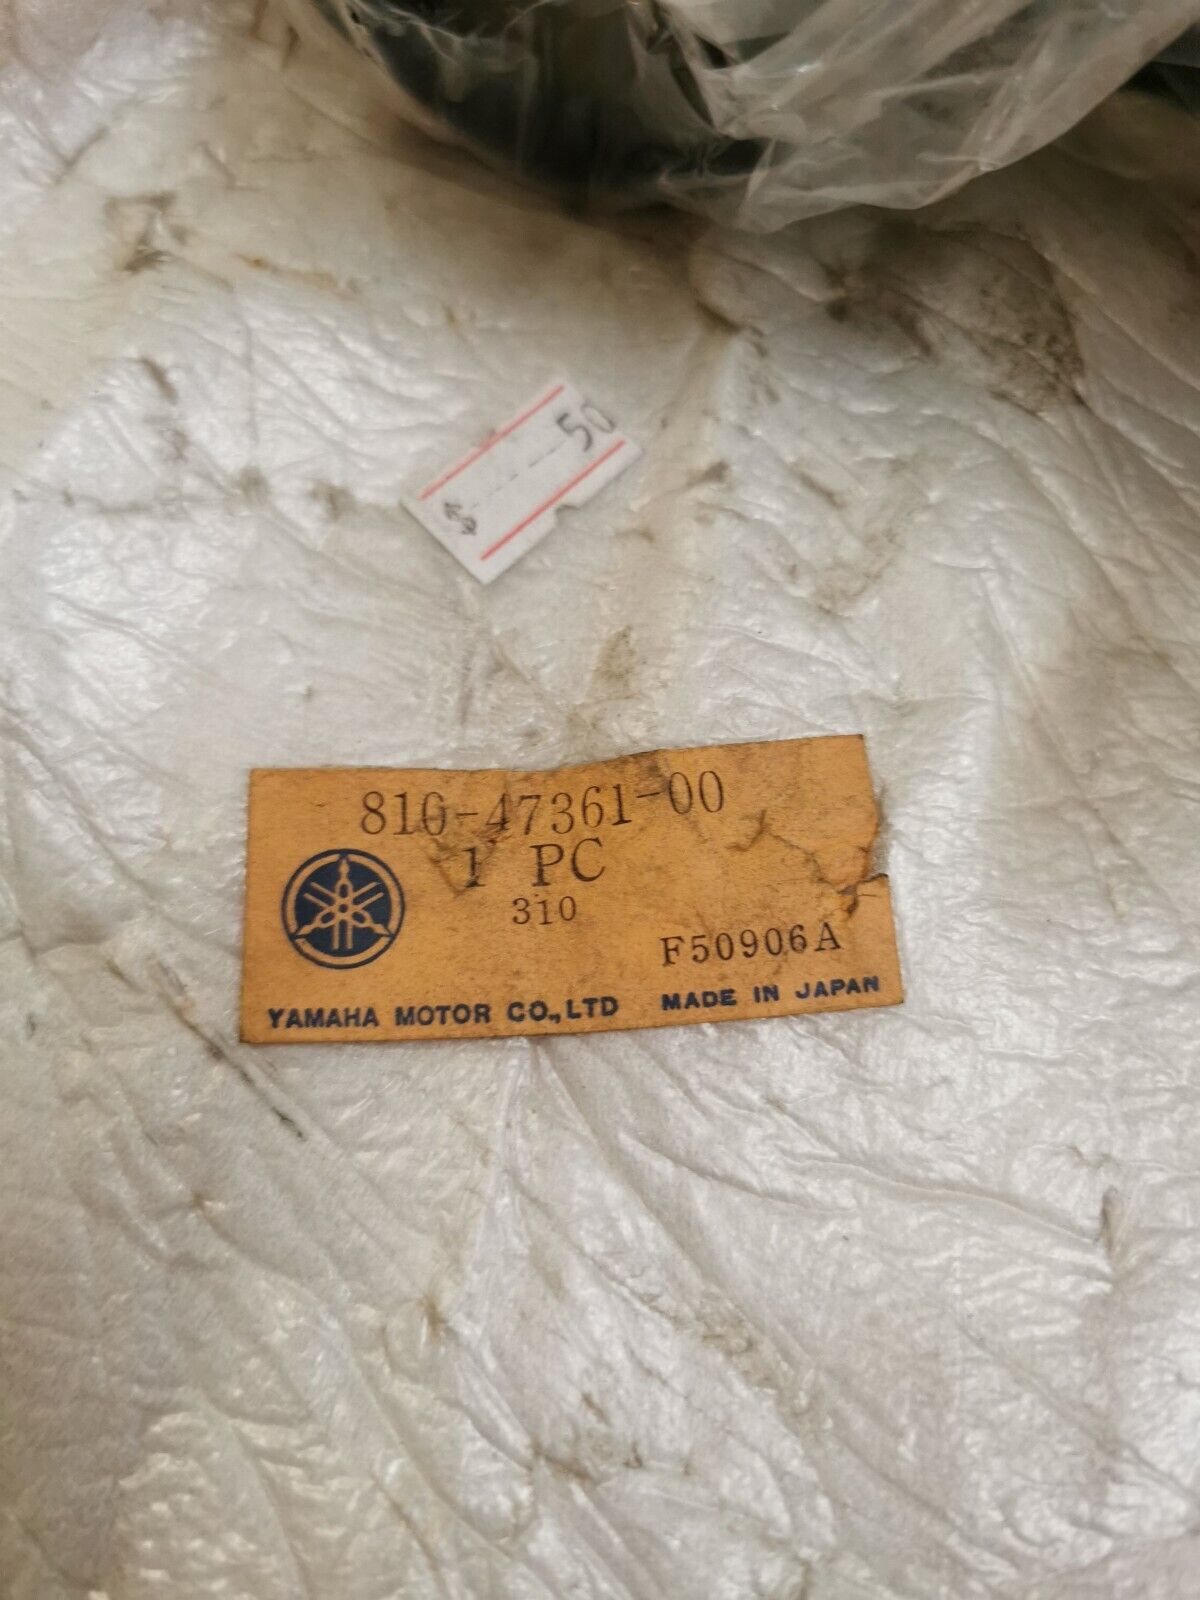 50
810-47361-00
1 PC
310
F50906A
YAMAHA MOTOR CO.,LTD MADE IN JAPAN